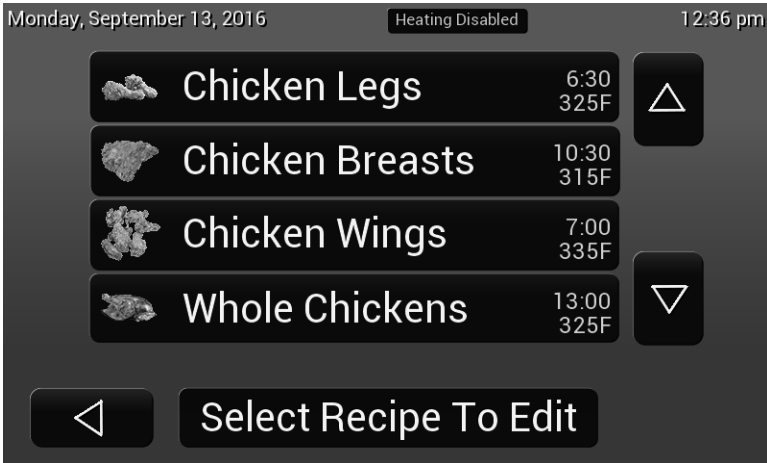 Monday, September 13, 2016 Heating Disabled 12:36 pm
Chicken Legs 6:30
325F
Chicken Breasts 10:30
315F
Chicken Wings 7:00
335F
Whole Chickens 13:00
325F
Select Recipe To Edit